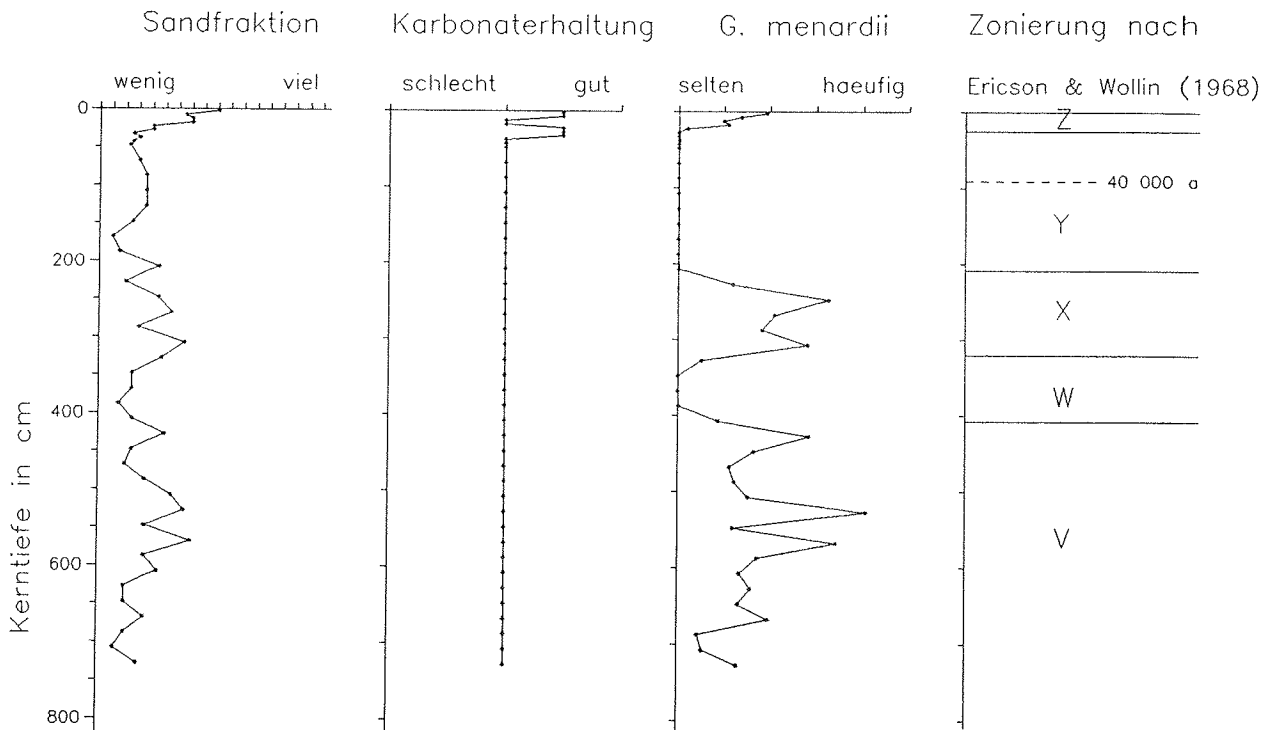 Sandfraktion
Karbonaterhaltung
G. menardii
Zonierung nach
wenig
viel
schlecht
gut
selten
haeufig
Ericson & Wollin (1968)
0
200
400
600
800
Kerntiefe in cm
Z
40 000 a
Y
X
W
V